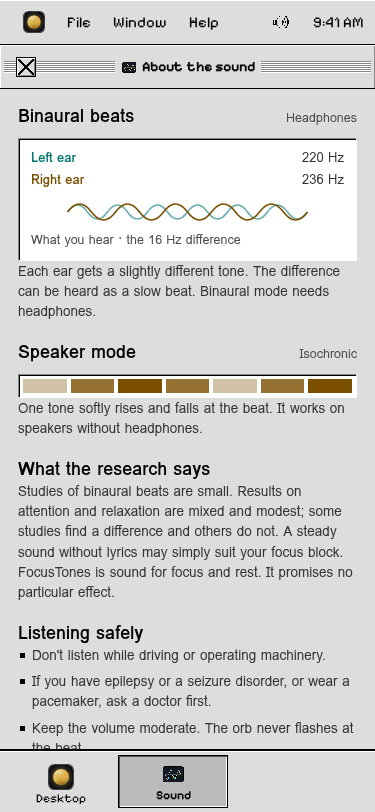 File Window Help 9:41 AM
About the sound
Binaural beats Headphones
Left ear 220 Hz
Right ear 236 Hz
What you hear · the 16 Hz difference
Each ear gets a slightly different tone. The difference
can be heard as a slow beat. Binaural mode needs
headphones.
Speaker mode Isochronic
One tone softly rises and falls at the beat. It works on
speakers without headphones.
What the research says
Studies of binaural beats are small. Results on
attention and relaxation are mixed and modest; some
studies find a difference and others do not. A steady
sound without lyrics may simply suit your focus block.
FocusTones is sound for focus and rest. It promises no
particular effect.
Listening safely
Don't listen while driving or operating machinery.
If you have epilepsy or a seizure disorder, or wear a
pacemaker, ask a doctor first.
Keep the volume moderate. The orb never flashes at
the beat.
Desktop Sound